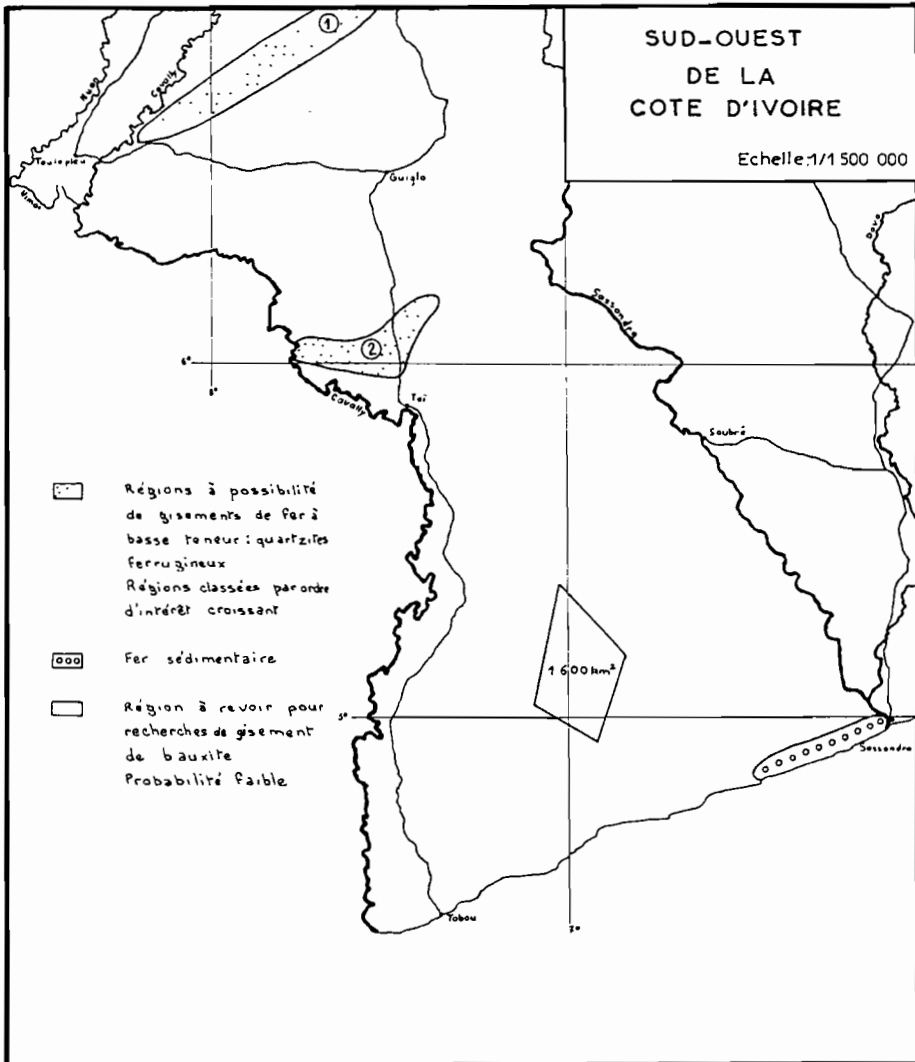 SUD-OUEST
DE LA
COTE D'IVOIRE
Echelle:1/1 500 000
1
Nuon
Cavally
Toulepleu
Guiglo
Davo
Sassandra
2
6°
8°
Cavally
Taï
Soubré
Régions à possibilité
de gisements de fer à
basse teneur : quartzites
ferrugineux
Régions classées par ordre
d'intérêt croissant
Fer sédimentaire
1 600 km²
Région à revoir pour
recherches de gisement
de bauxite
Probabilité faible
5°
Sassandra
Tabou
7°